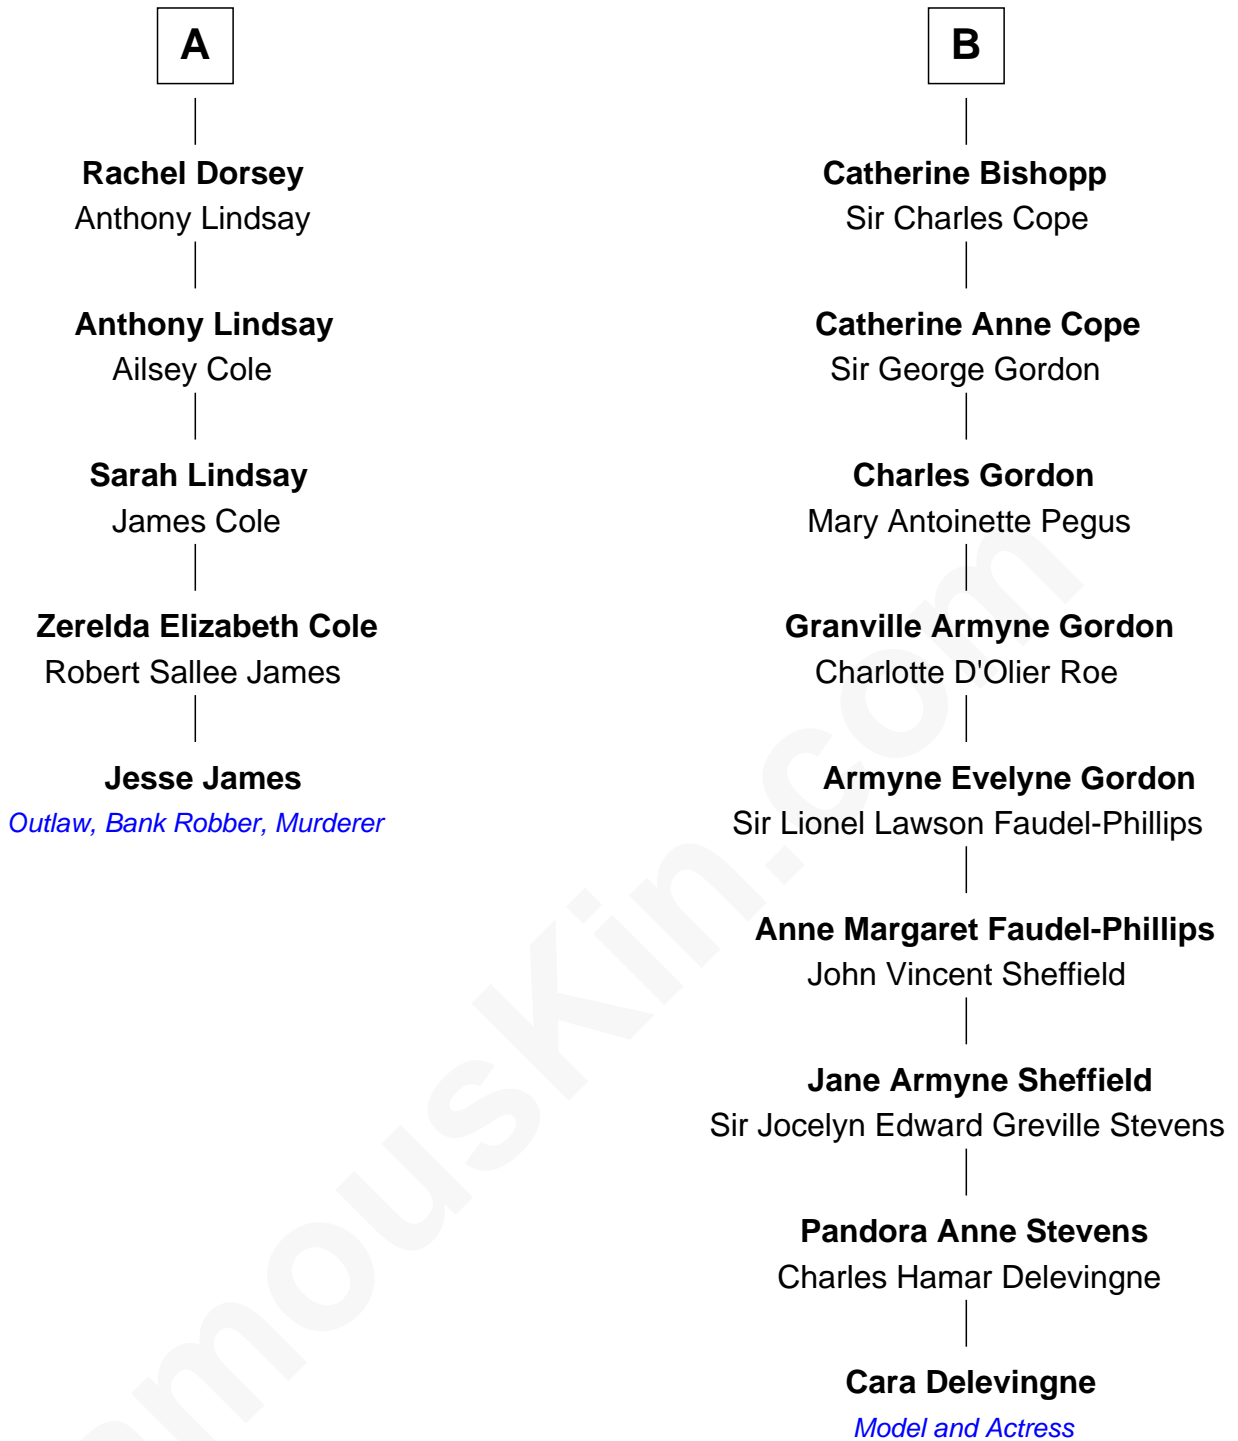 A
Rachel Dorsey
Anthony Lindsay
Anthony Lindsay
Ailsey Cole
Sarah Lindsay
James Cole
Zerelda Elizabeth Cole
Robert Sallee James
Jesse James
Outlaw, Bank Robber, Murderer
B
Catherine Bishopp
Sir Charles Cope
Catherine Anne Cope
Sir George Gordon
Charles Gordon
Mary Antoinette Pegus
Granville Armyne Gordon
Charlotte D'Olier Roe
Armyne Evelyne Gordon
Sir Lionel Lawson Faudel-Phillips
Anne Margaret Faudel-Phillips
John Vincent Sheffield
Jane Armyne Sheffield
Sir Jocelyn Edward Greville Stevens
Pandora Anne Stevens
Charles Hamar Delevingne
Cara Delevingne
Model and Actress
amousKin.com